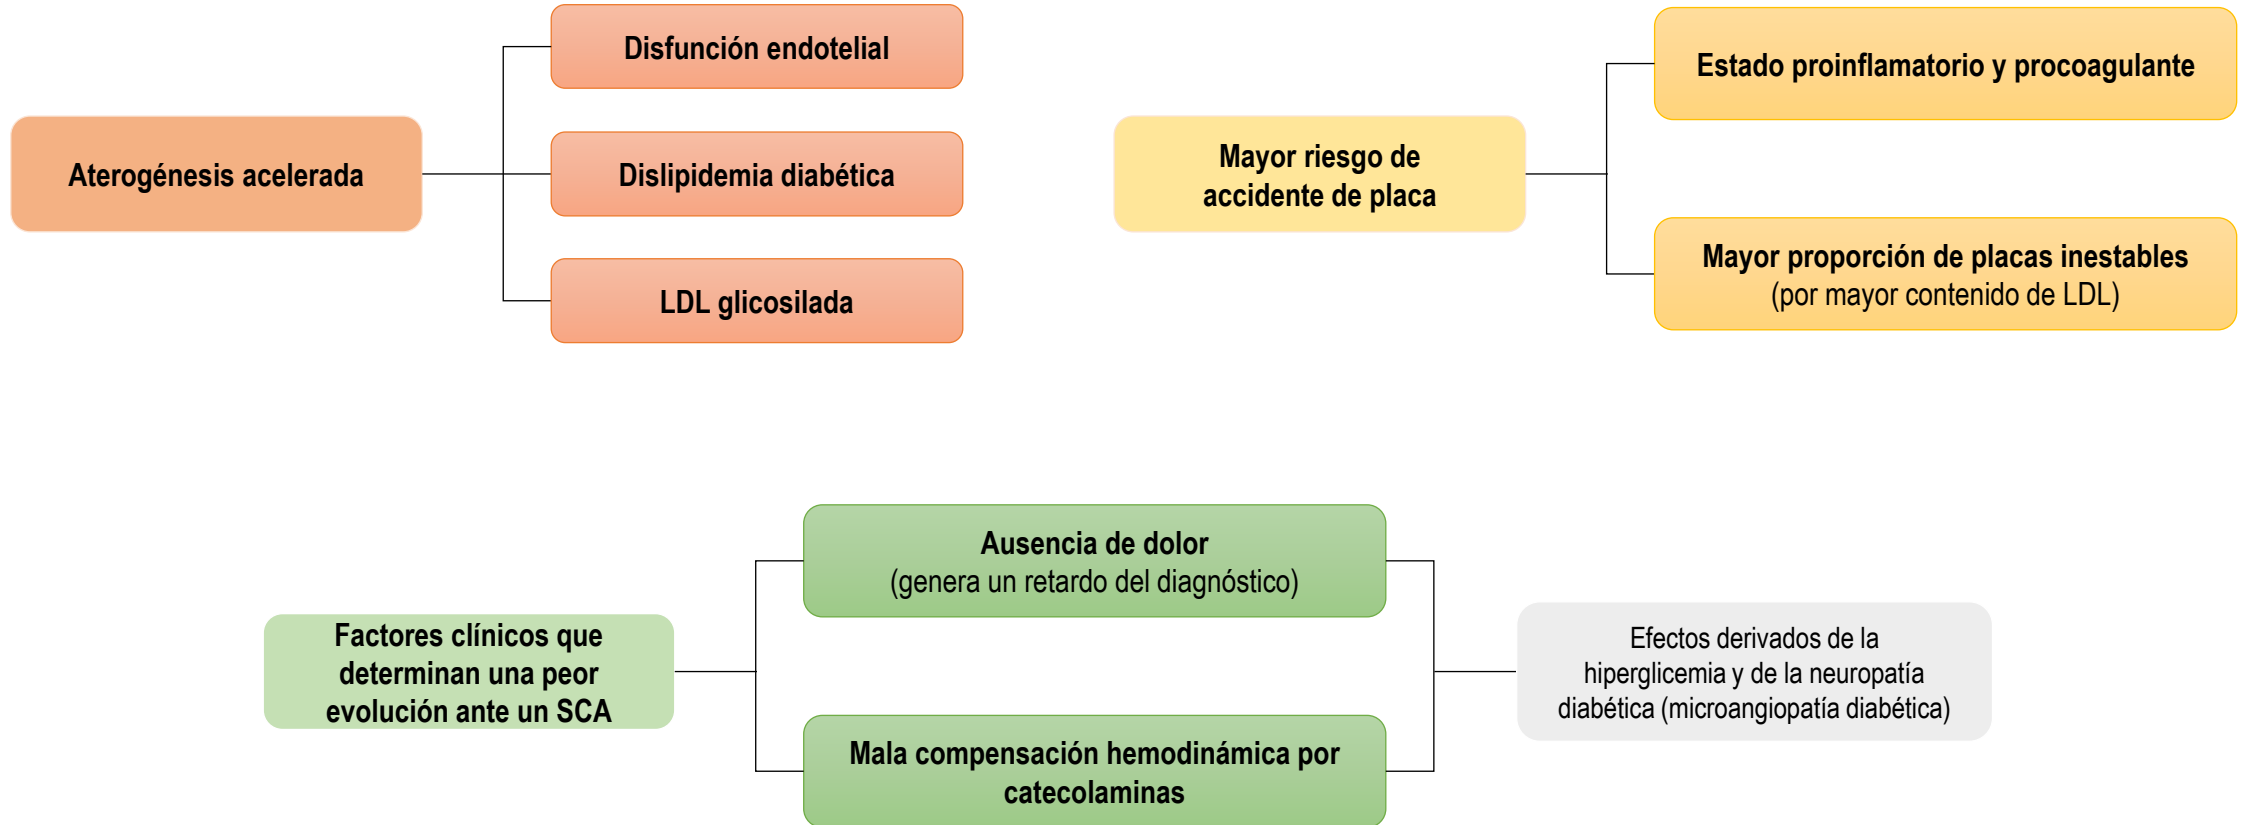 Aterogénesis acelerada
Disfunción endotelial
Dislipidemia diabética
LDL glicosilada
Mayor riesgo de
accidente de placa
Estado proinflamatorio y procoagulante
Mayor proporción de placas inestables
(por mayor contenido de LDL)
Factores clínicos que
determinan una peor
evolución ante un SCA
Ausencia de dolor
(genera un retardo del diagnóstico)
Mala compensación hemodinámica por
catecolaminas
Efectos derivados de la
hiperglicemia y de la neuropatía
diabética (microangiopatía diabética)